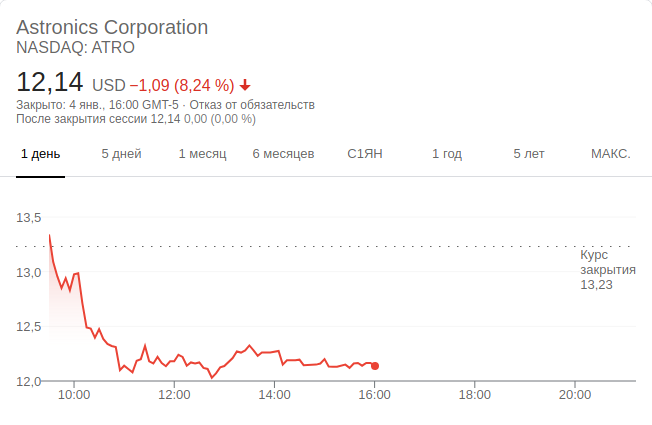 Astronics Corporation
NASDAQ: ATRO
12,14 USD −1,09 (8,24 %)
Закрыто: 4 янв., 16:00 GMT-5 · Отказ от обязательств
После закрытия сессии 12,14 0,00 (0,00 %)
1 день 5 дней 1 месяц 6 месяцев С1ЯН 1 год 5 лет МАКС.
13,5
Курс
закрытия
13,23
13,0
12,5
12,0
10:00 12:00 14:00 16:00 18:00 20:00